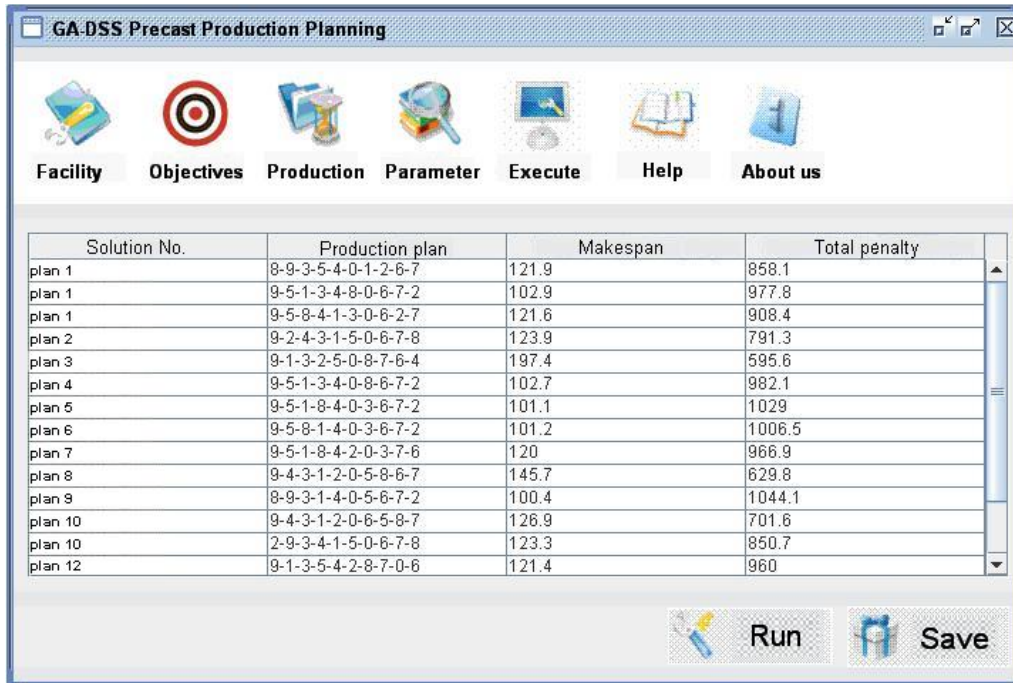 GA-DSS Precast Production Planning
Facility Objectives Production Parameter Execute Help About us
Solution No. Production plan Makespan Total penalty
plan 1 8-9-3-5-4-0-1-2-6-7 121.9 858.1
plan 1 9-5-1-3-4-8-0-6-7-2 102.9 977.8
plan 1 9-5-8-4-1-3-0-6-2-7 121.6 908.4
plan 2 9-2-4-3-1-5-0-6-7-8 123.9 791.3
plan 3 9-1-3-2-5-0-8-7-6-4 197.4 595.6
plan 4 9-5-1-3-4-0-8-6-7-2 102.7 982.1
plan 5 9-5-1-8-4-0-3-6-7-2 101.1 1029
plan 6 9-5-8-1-4-0-3-6-7-2 101.2 1006.5
plan 7 9-5-1-8-4-2-0-3-7-6 120 966.9
plan 8 9-4-3-1-2-0-5-8-6-7 145.7 629.8
plan 9 8-9-3-1-4-0-5-6-7-2 100.4 1044.1
plan 10 9-4-3-1-2-0-6-5-8-7 126.9 701.6
plan 10 2-9-3-4-1-5-0-6-7-8 123.3 850.7
plan 12 9-1-3-5-4-2-8-7-0-6 121.4 960
Run Save